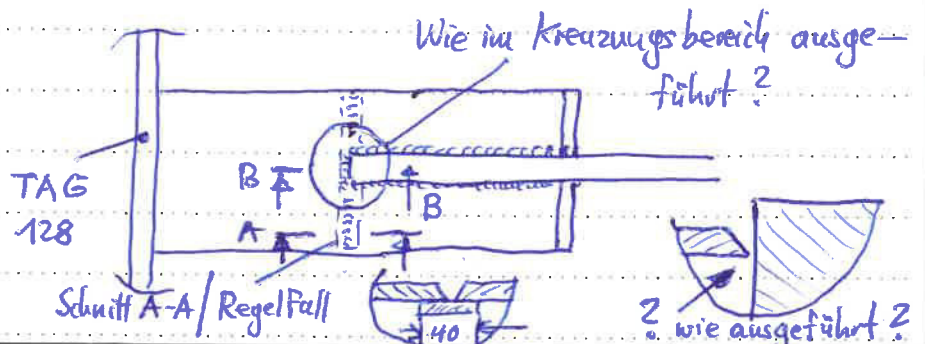 Wie im Kreuzungsbereich ausge-
führt?
TAG
128
B
B
A
Schnitt A-A / Regelfall
40
? wie ausgeführt?